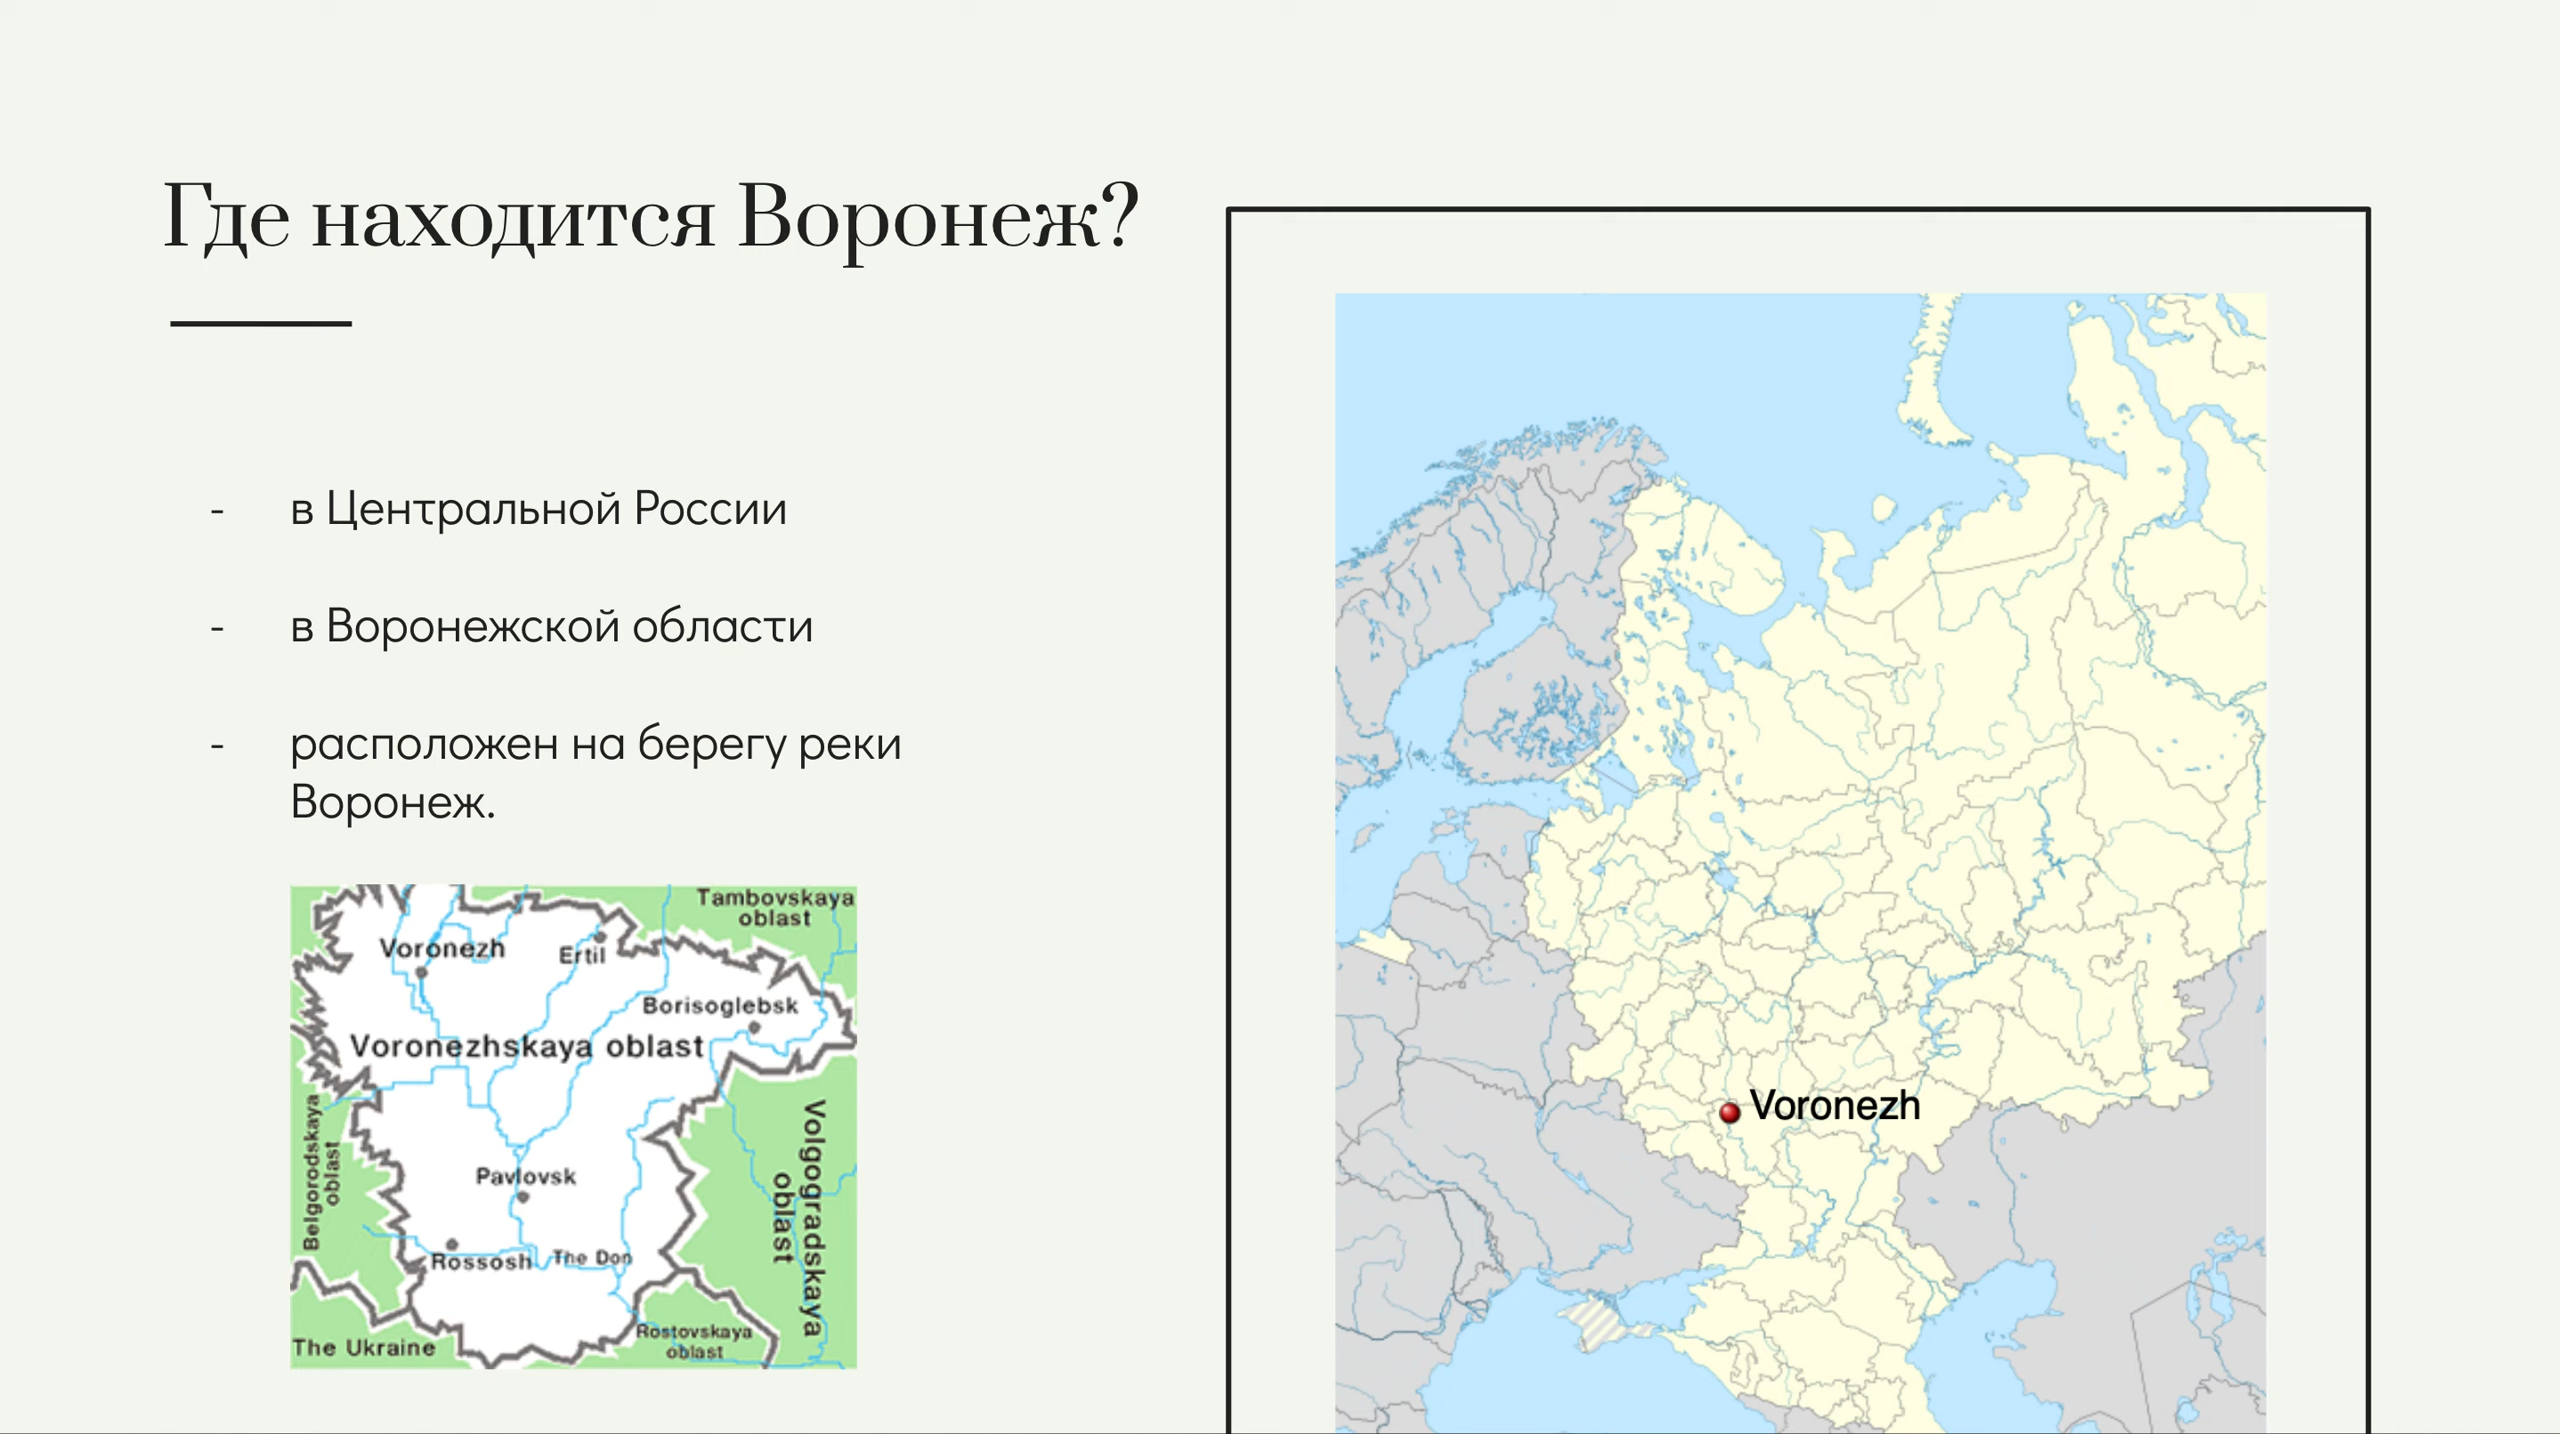 Где находится Воронеж?
- в Центральной России
- в Воронежской области
- расположен на берегу реки
Воронеж.
Tambovskaya
oblast
Voronezh
Ertil
Borisoglebsk
Voronezhskaya oblast
Belgorodskaya
oblast
Volgogradskaya
oblast
Pavlovsk
Rossosh
The Don
The Ukraine
Rostovskaya
oblast
Voronezh